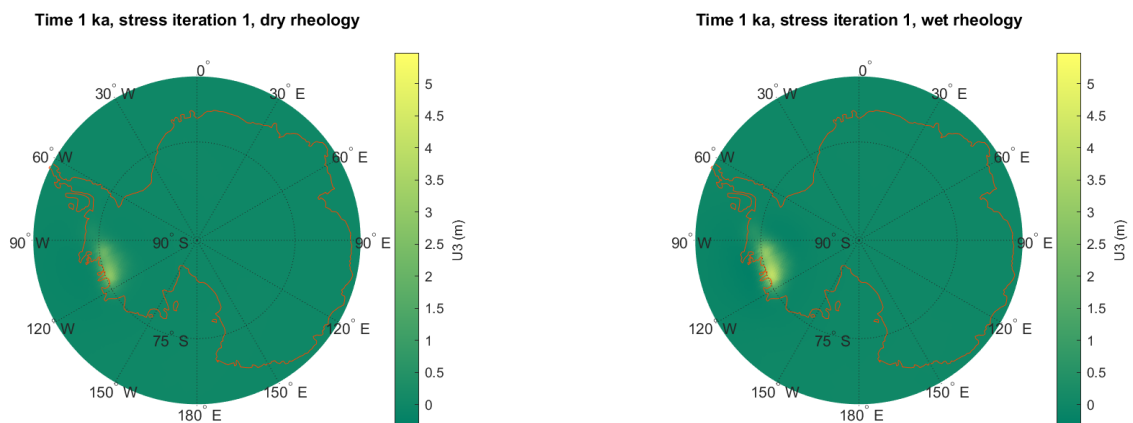 Time 1 ka, stress iteration 1, dry rheology
0°
30° W
30° E
60° W
60° E
90° W
90° S
90° E
120° W
120° E
75° S
150° W
150° E
180° E
5
4.5
4
3.5
3
2.5
2
1.5
1
0.5
0
U3 (m)
Time 1 ka, stress iteration 1, wet rheology
0°
30° W
30° E
60° W
60° E
90° W
90° S
90° E
120° W
120° E
75° S
150° W
150° E
180° E
5
4.5
4
3.5
3
2.5
2
1.5
1
0.5
0
U3 (m)